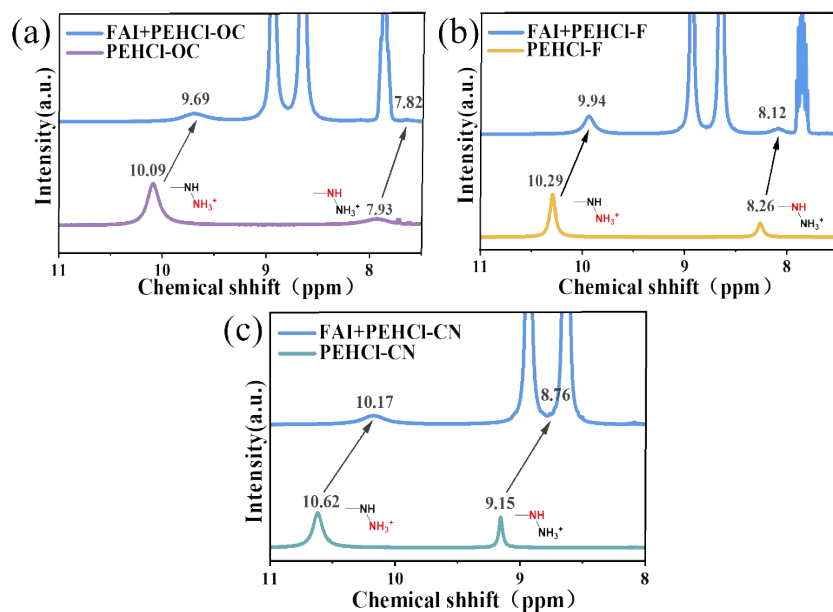 (a)
FAI+PEHCl-OC
PEHCl-OC
9.69
7.82
10.09
NH
NH₃⁺
NH
NH₃⁺
7.93
Intensity(a.u.)
11
10
9
8
Chemical shhift（ppm）
(b)
FAI+PEHCl-F
PEHCl-F
9.94
8.12
10.29
NH
NH₃⁺
8.26
NH
NH₃⁺
Intensity(a.u.)
11
10
9
8
Chemical shhift（ppm）
(c)
FAI+PEHCl-CN
PEHCl-CN
10.17
8.76
10.62
NH
NH₃⁺
9.15
NH
NH₃⁺
Intensity(a.u.)
11
10
9
8
Chemical shhift（ppm）